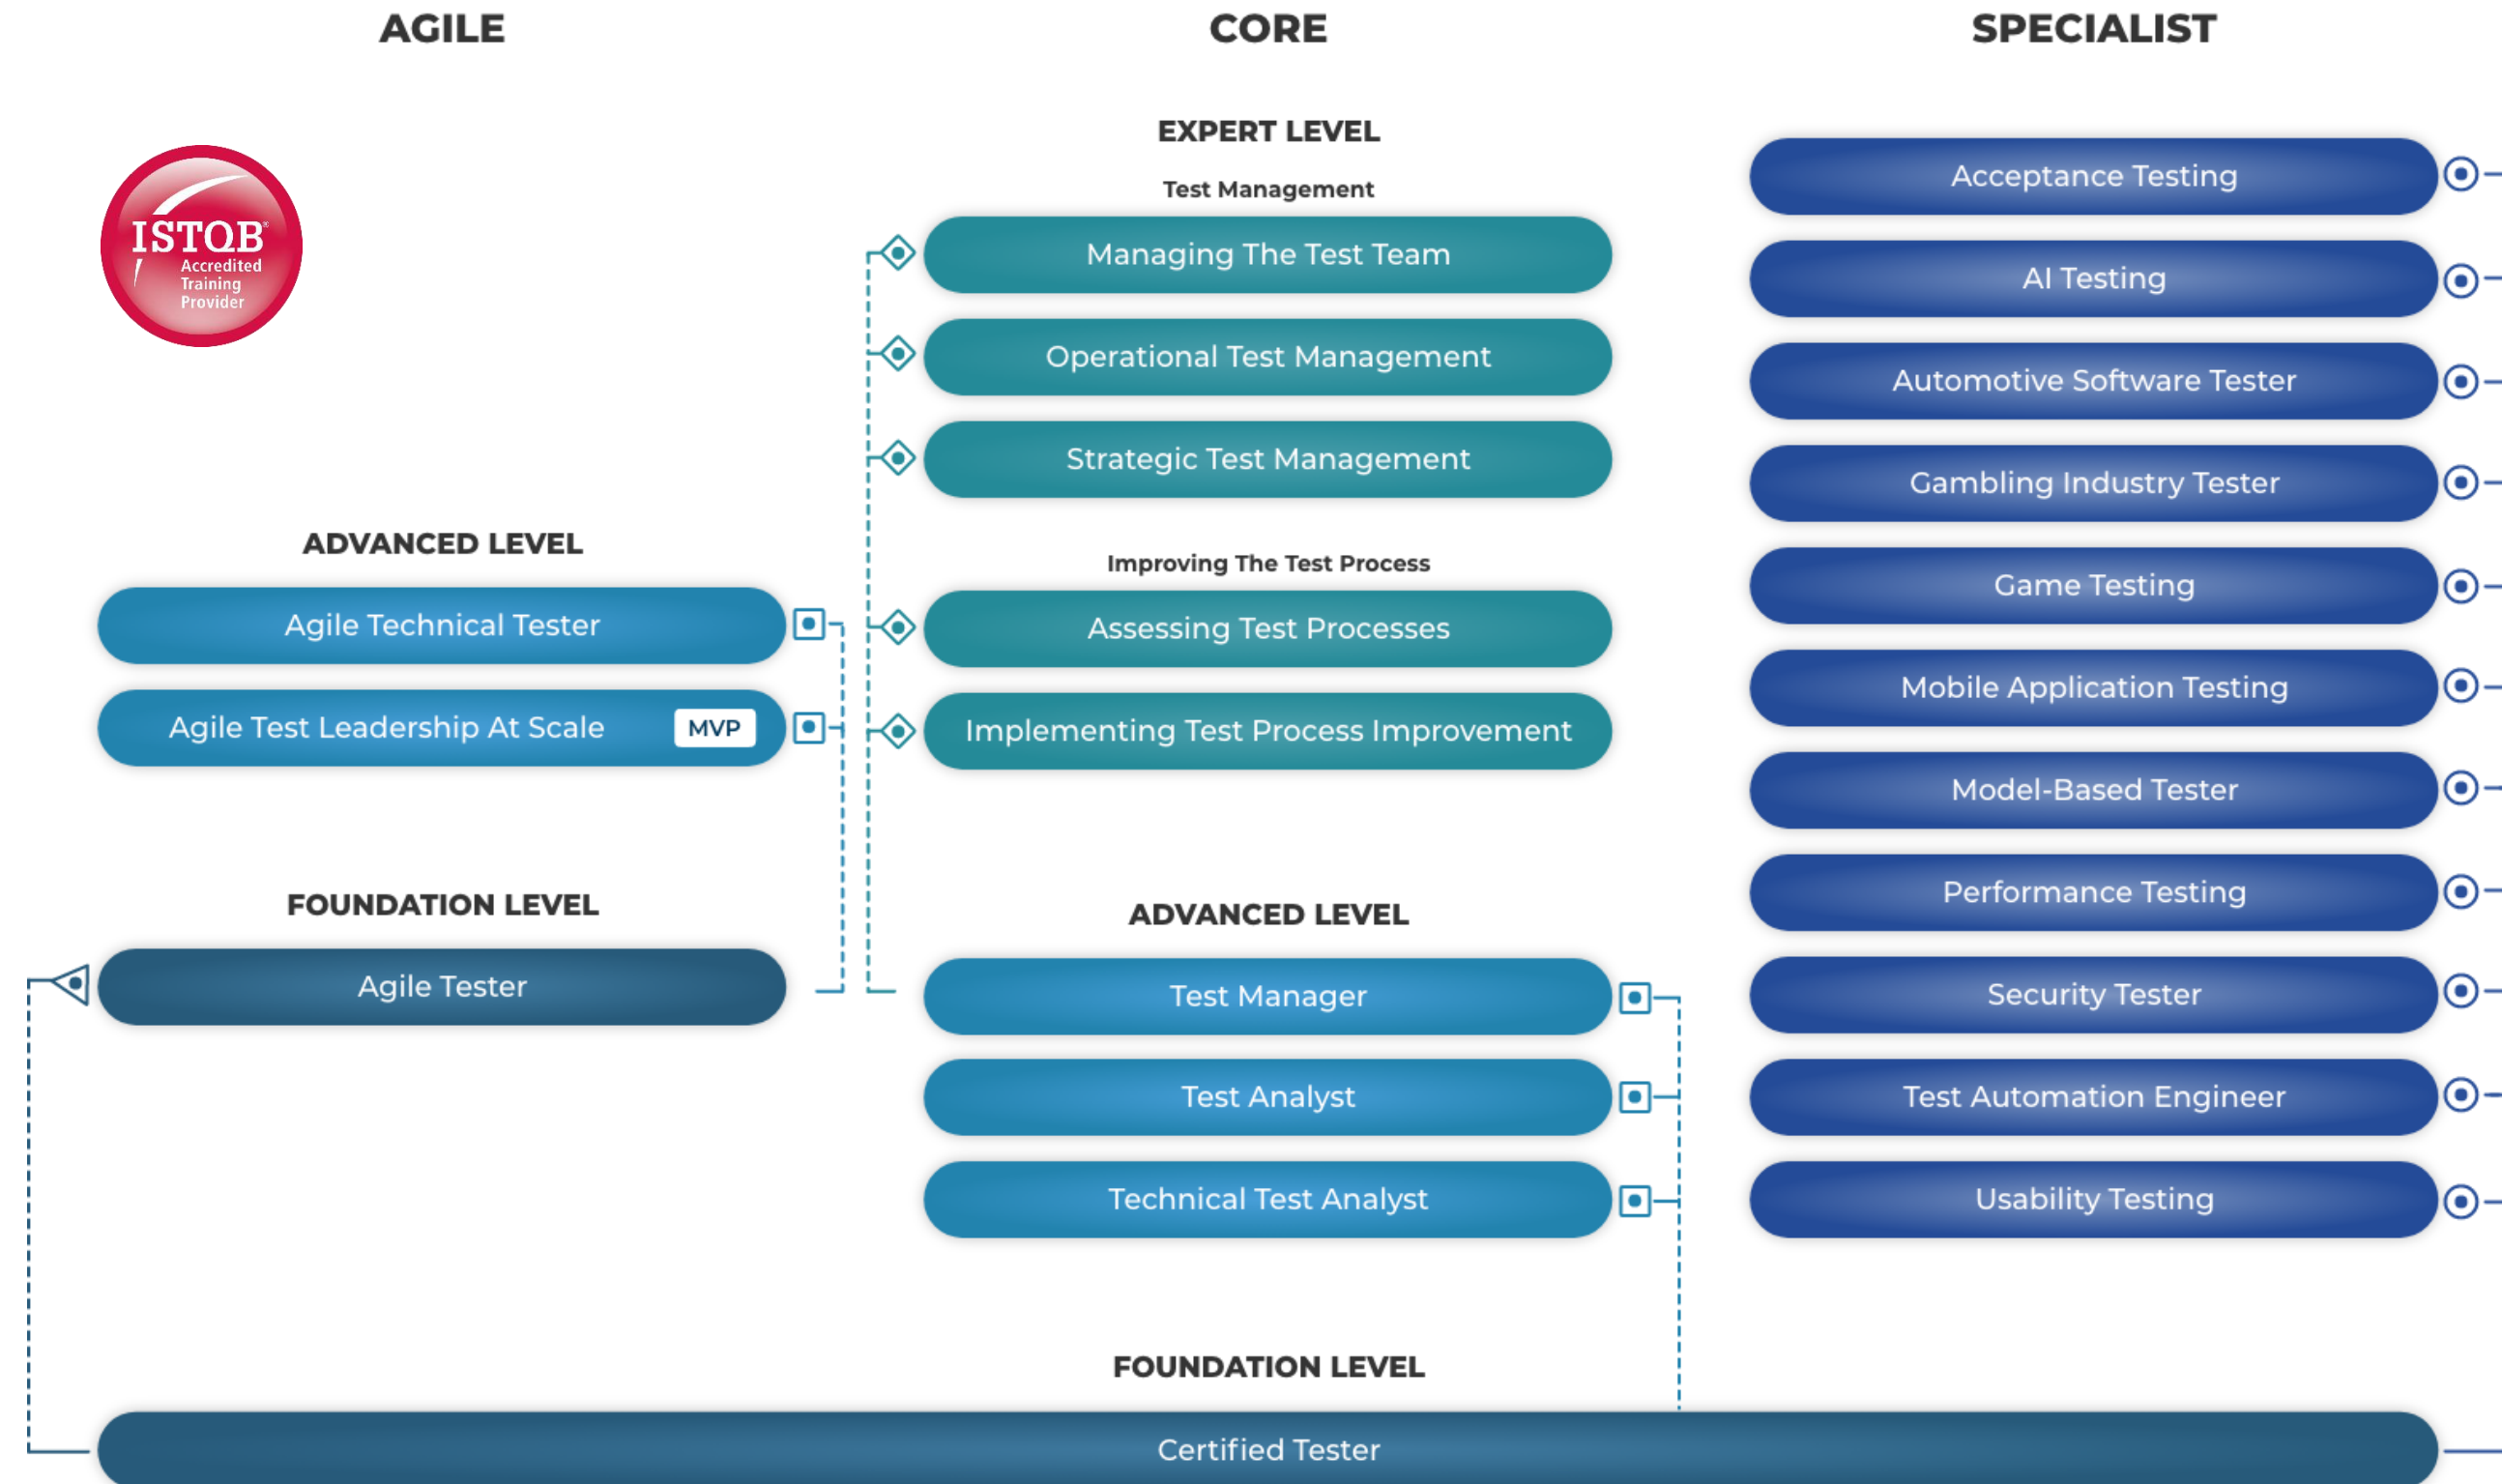 AGILE
CORE
SPECIALIST
ISTQB®
Accredited
Training
Provider
ADVANCED LEVEL
Agile Technical Tester
Agile Test Leadership At Scale
MVP
FOUNDATION LEVEL
Agile Tester
EXPERT LEVEL
Test Management
Managing The Test Team
Operational Test Management
Strategic Test Management
Improving The Test Process
Assessing Test Processes
Implementing Test Process Improvement
ADVANCED LEVEL
Test Manager
Test Analyst
Technical Test Analyst
Acceptance Testing
AI Testing
Automotive Software Tester
Gambling Industry Tester
Game Testing
Mobile Application Testing
Model-Based Tester
Performance Testing
Security Tester
Test Automation Engineer
Usability Testing
FOUNDATION LEVEL
Certified Tester